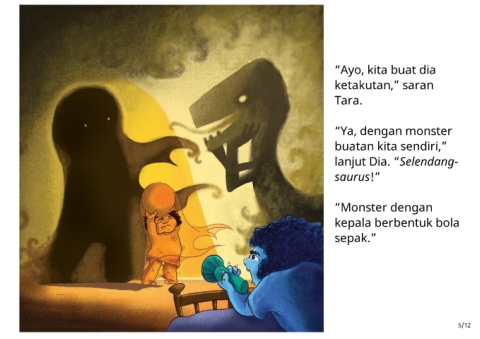 “Ayo, kita buat dia
ketakutan,” saran
Tara.
“Ya, dengan monster
buatan kita sendiri,”
lanjut Dia. “Selendang-
saurus!”
“Monster dengan
kepala berbentuk bola
sepak.”
5/12